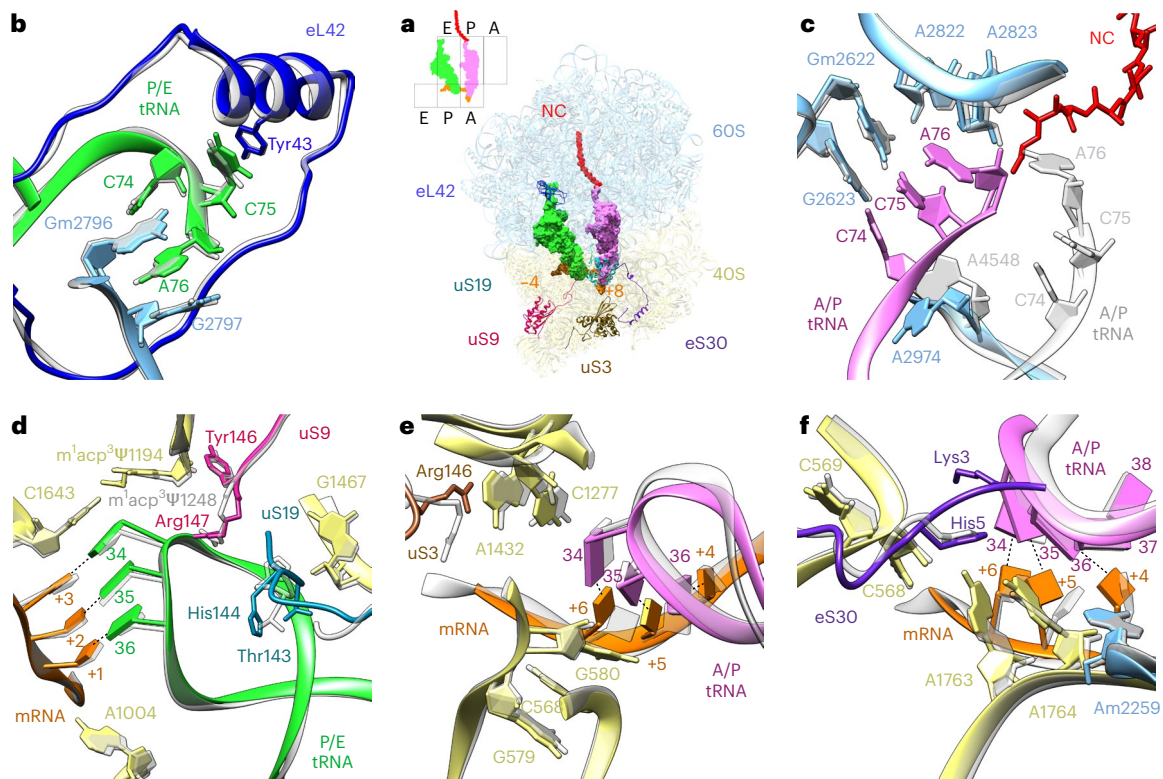 b
eL42
P/E
tRNA
Tyr43
C74
C75
Gm2796
A76
G2797
a
E P A
E P A
NC
60S
eL42
40S
uS19
–4
+8
uS9
eS30
uS3
c
A2822 A2823
NC
Gm2622
A76
A76
G2623
C75
C75
C74
A4548
C74
A/P
tRNA
A/P
tRNA
A2974
d
Tyr146
uS9
m¹acp³Ψ1194
C1643
m¹acp³Ψ1248
G1467
Arg147
uS19
34
+3
35
+2
His144
36
+1
Thr143
mRNA
A1004
P/E
tRNA
e
Arg146
C1277
uS3
A1432
34
35
36
+4
+6
mRNA
+5
G580
A/P
tRNA
C568
G579
f
A/P
tRNA
Lys3
38
C569
His5
34
35
37
36
+6
+5
+4
C568
eS30
mRNA
A1763
A1764
Am2259